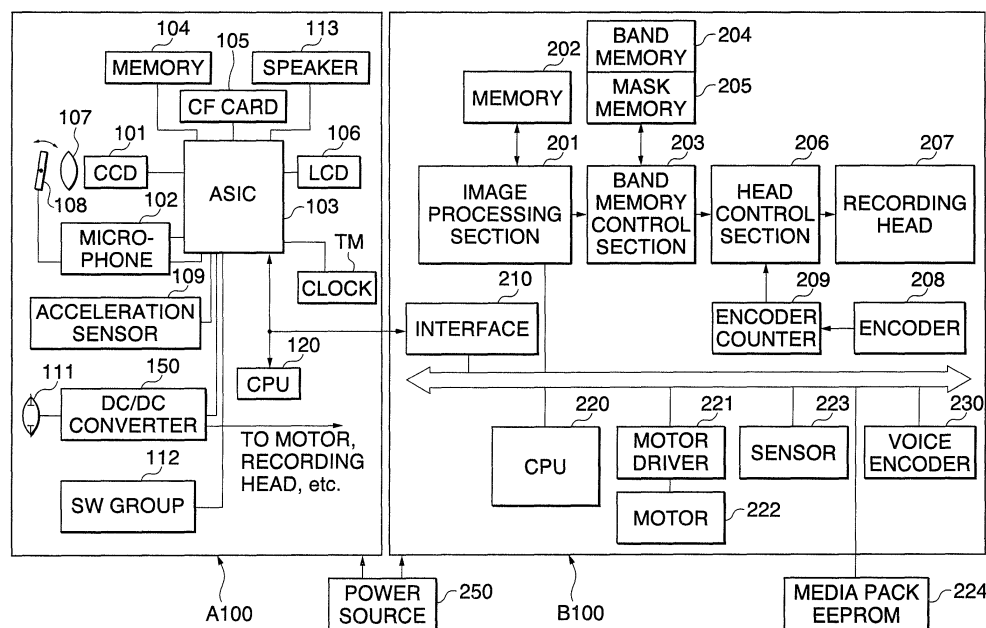 104
MEMORY
105
113
SPEAKER
CF CARD
107
101
CCD
108
106
LCD
ASIC
103
102
MICRO-
PHONE
TM
CLOCK
109
ACCELERATION
SENSOR
120
CPU
111
150
DC/DC
CONVERTER
TO MOTOR,
RECORDING
HEAD, etc.
112
SW GROUP
A100
POWER
SOURCE
250
202
MEMORY
BAND
MEMORY
204
MASK
MEMORY
205
201
IMAGE
PROCESSING
SECTION
203
BAND
MEMORY
CONTROL
SECTION
206
HEAD
CONTROL
SECTION
207
RECORDING
HEAD
210
INTERFACE
209
ENCODER
COUNTER
208
ENCODER
220
CPU
221
MOTOR
DRIVER
MOTOR
222
223
SENSOR
230
VOICE
ENCODER
B100
MEDIA PACK
EEPROM
224